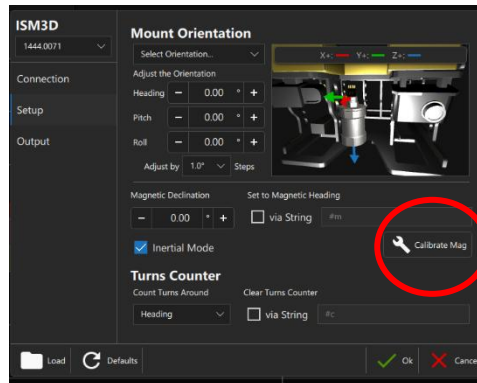 ISM3D
1444.0071
Connection
Setup
Output
Mount Orientation
Select Orientation...
Adjust the Orientation
Heading - 0.00 ° +
Pitch - 0.00 ° +
Roll - 0.00 ° +
Adjust by 1.0° Steps
X+: Y+: Z+:
Magnetic Declination
- 0.00 ° +
Set to Magnetic Heading
via String #m
Inertial Mode
Calibrate Mag
Turns Counter
Count Turns Around
Heading
Clear Turns Counter
via String #c
Load
Defaults
Ok
Cance